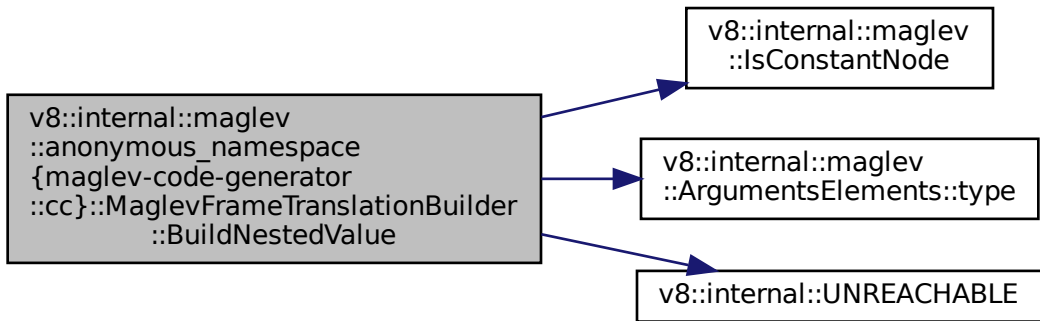 v8::internal::maglev
::anonymous_namespace
{maglev-code-generator
::cc}::MaglevFrameTranslationBuilder
::BuildNestedValue
v8::internal::maglev
::IsConstantNode
v8::internal::maglev
::ArgumentsElements::type
v8::internal::UNREACHABLE